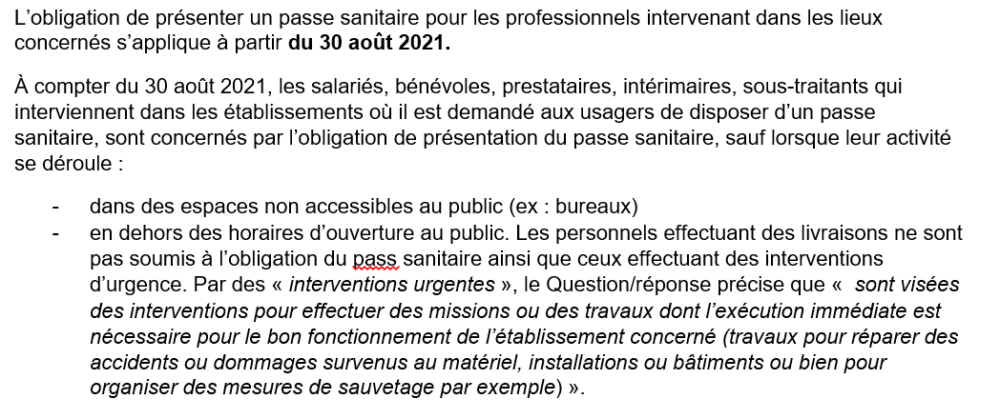 L’obligation de présenter un passe sanitaire pour les professionnels intervenant dans les lieux
concernés s’applique à partir du 30 août 2021.
À compter du 30 août 2021, les salariés, bénévoles, prestataires, intérimaires, sous-traitants qui
interviennent dans les établissements où il est demandé aux usagers de disposer d’un passe
sanitaire, sont concernés par l’obligation de présentation du passe sanitaire, sauf lorsque leur activité
se déroule :
- dans des espaces non accessibles au public (ex : bureaux)
- en dehors des horaires d’ouverture au public. Les personnels effectuant des livraisons ne sont
pas soumis à l’obligation du pass sanitaire ainsi que ceux effectuant des interventions
d’urgence. Par des « interventions urgentes », le Question/réponse précise que « sont visées
des interventions pour effectuer des missions ou des travaux dont l’exécution immédiate est
nécessaire pour le bon fonctionnement de l’établissement concerné (travaux pour réparer des
accidents ou dommages survenus au matériel, installations ou bâtiments ou bien pour
organiser des mesures de sauvetage par exemple) ».